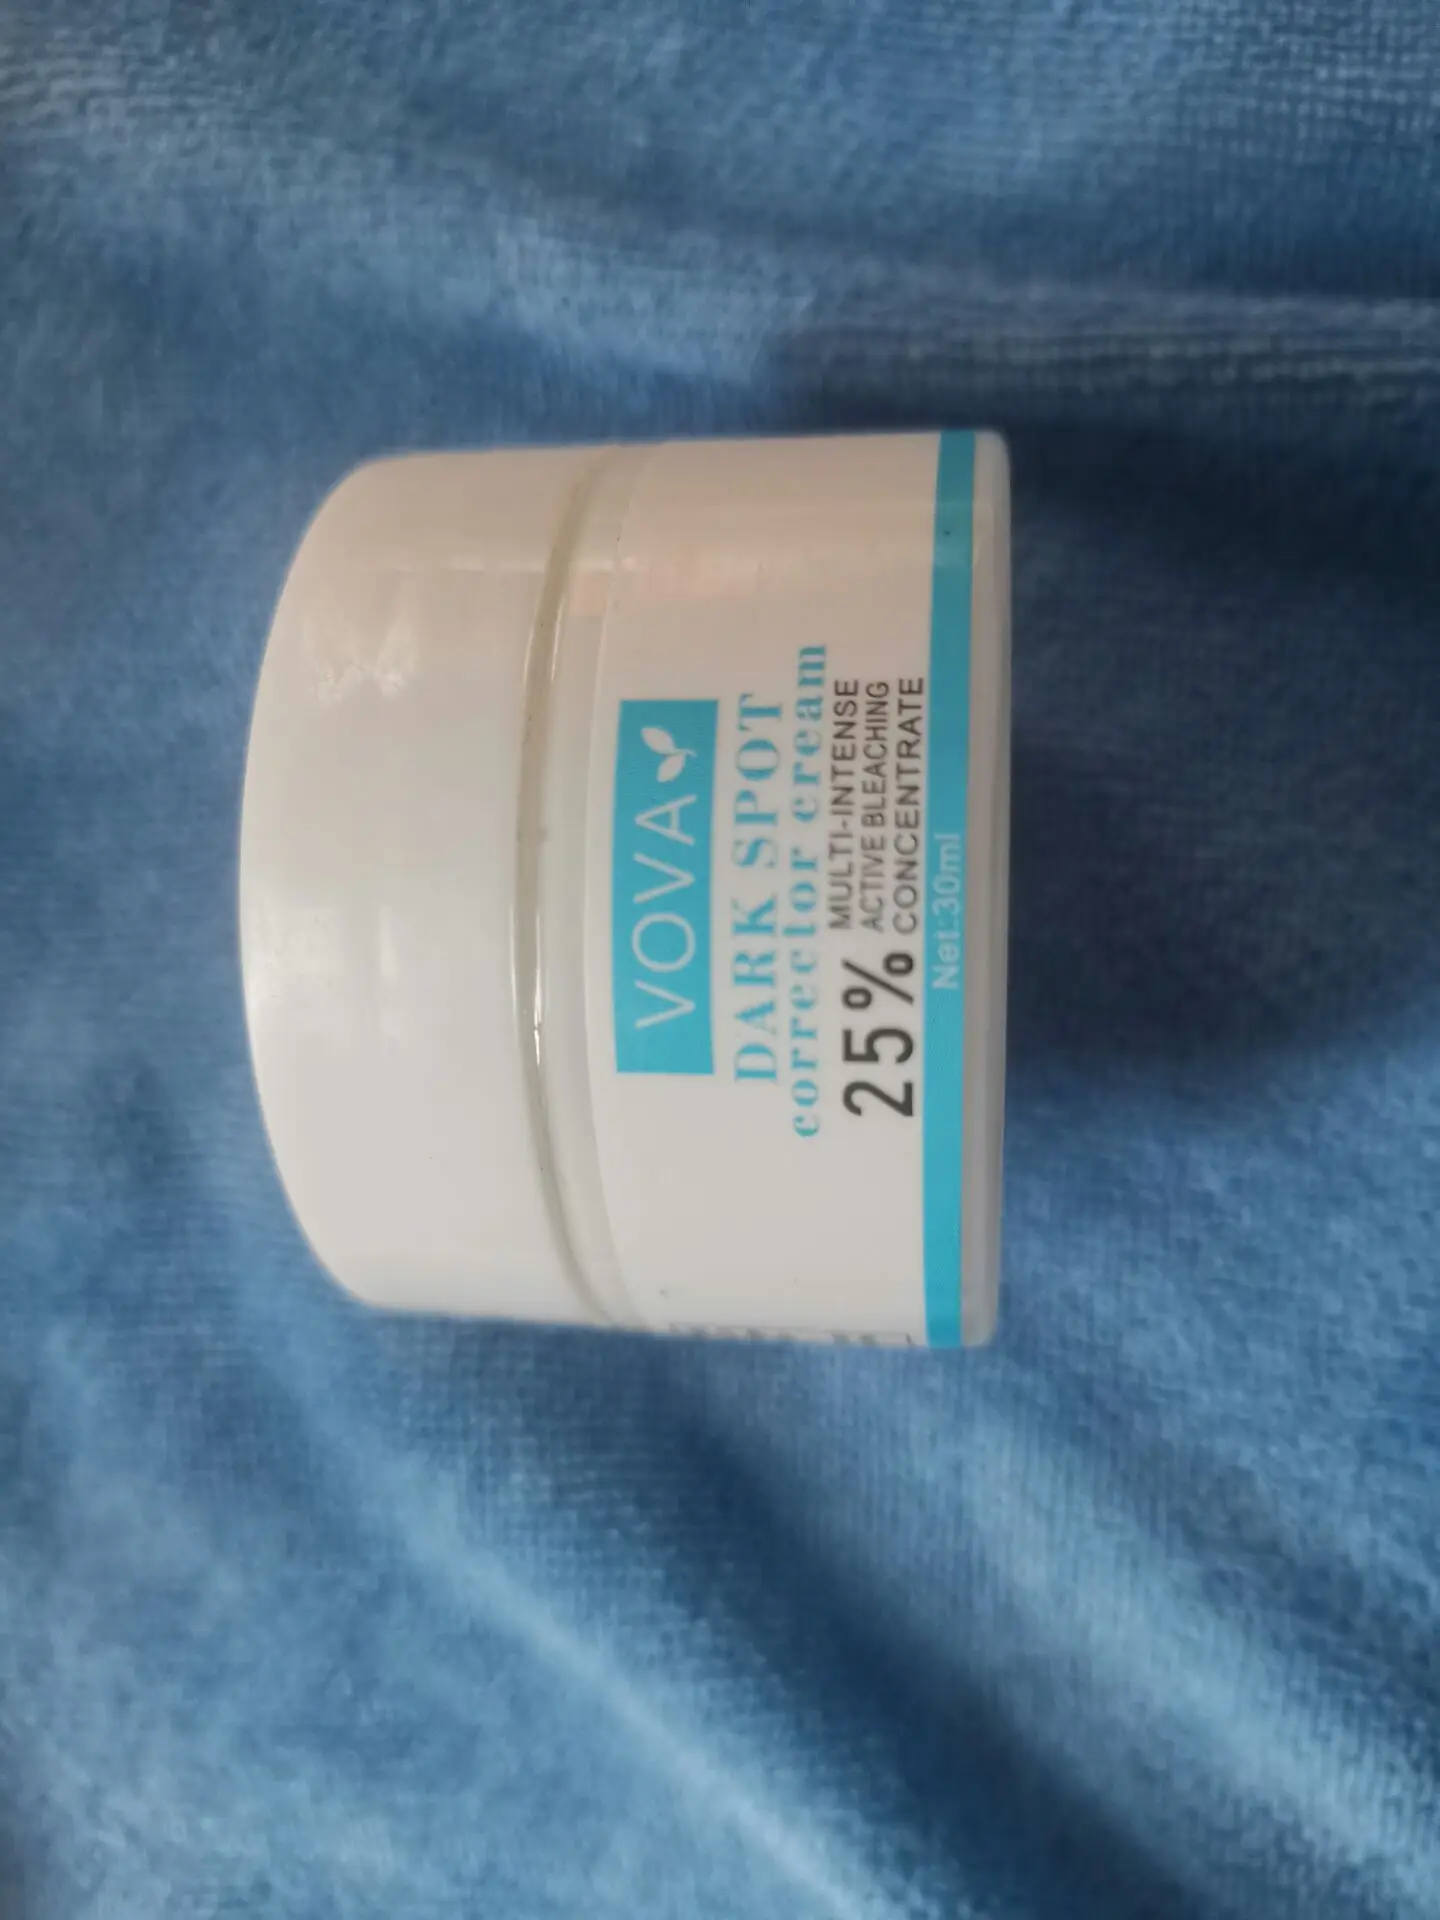 VOVA
DARK SPOT
corrector cream
25% MULTI-INTENSE
ACTIVE BLEACHING
CONCENTRATE
Net:30ml